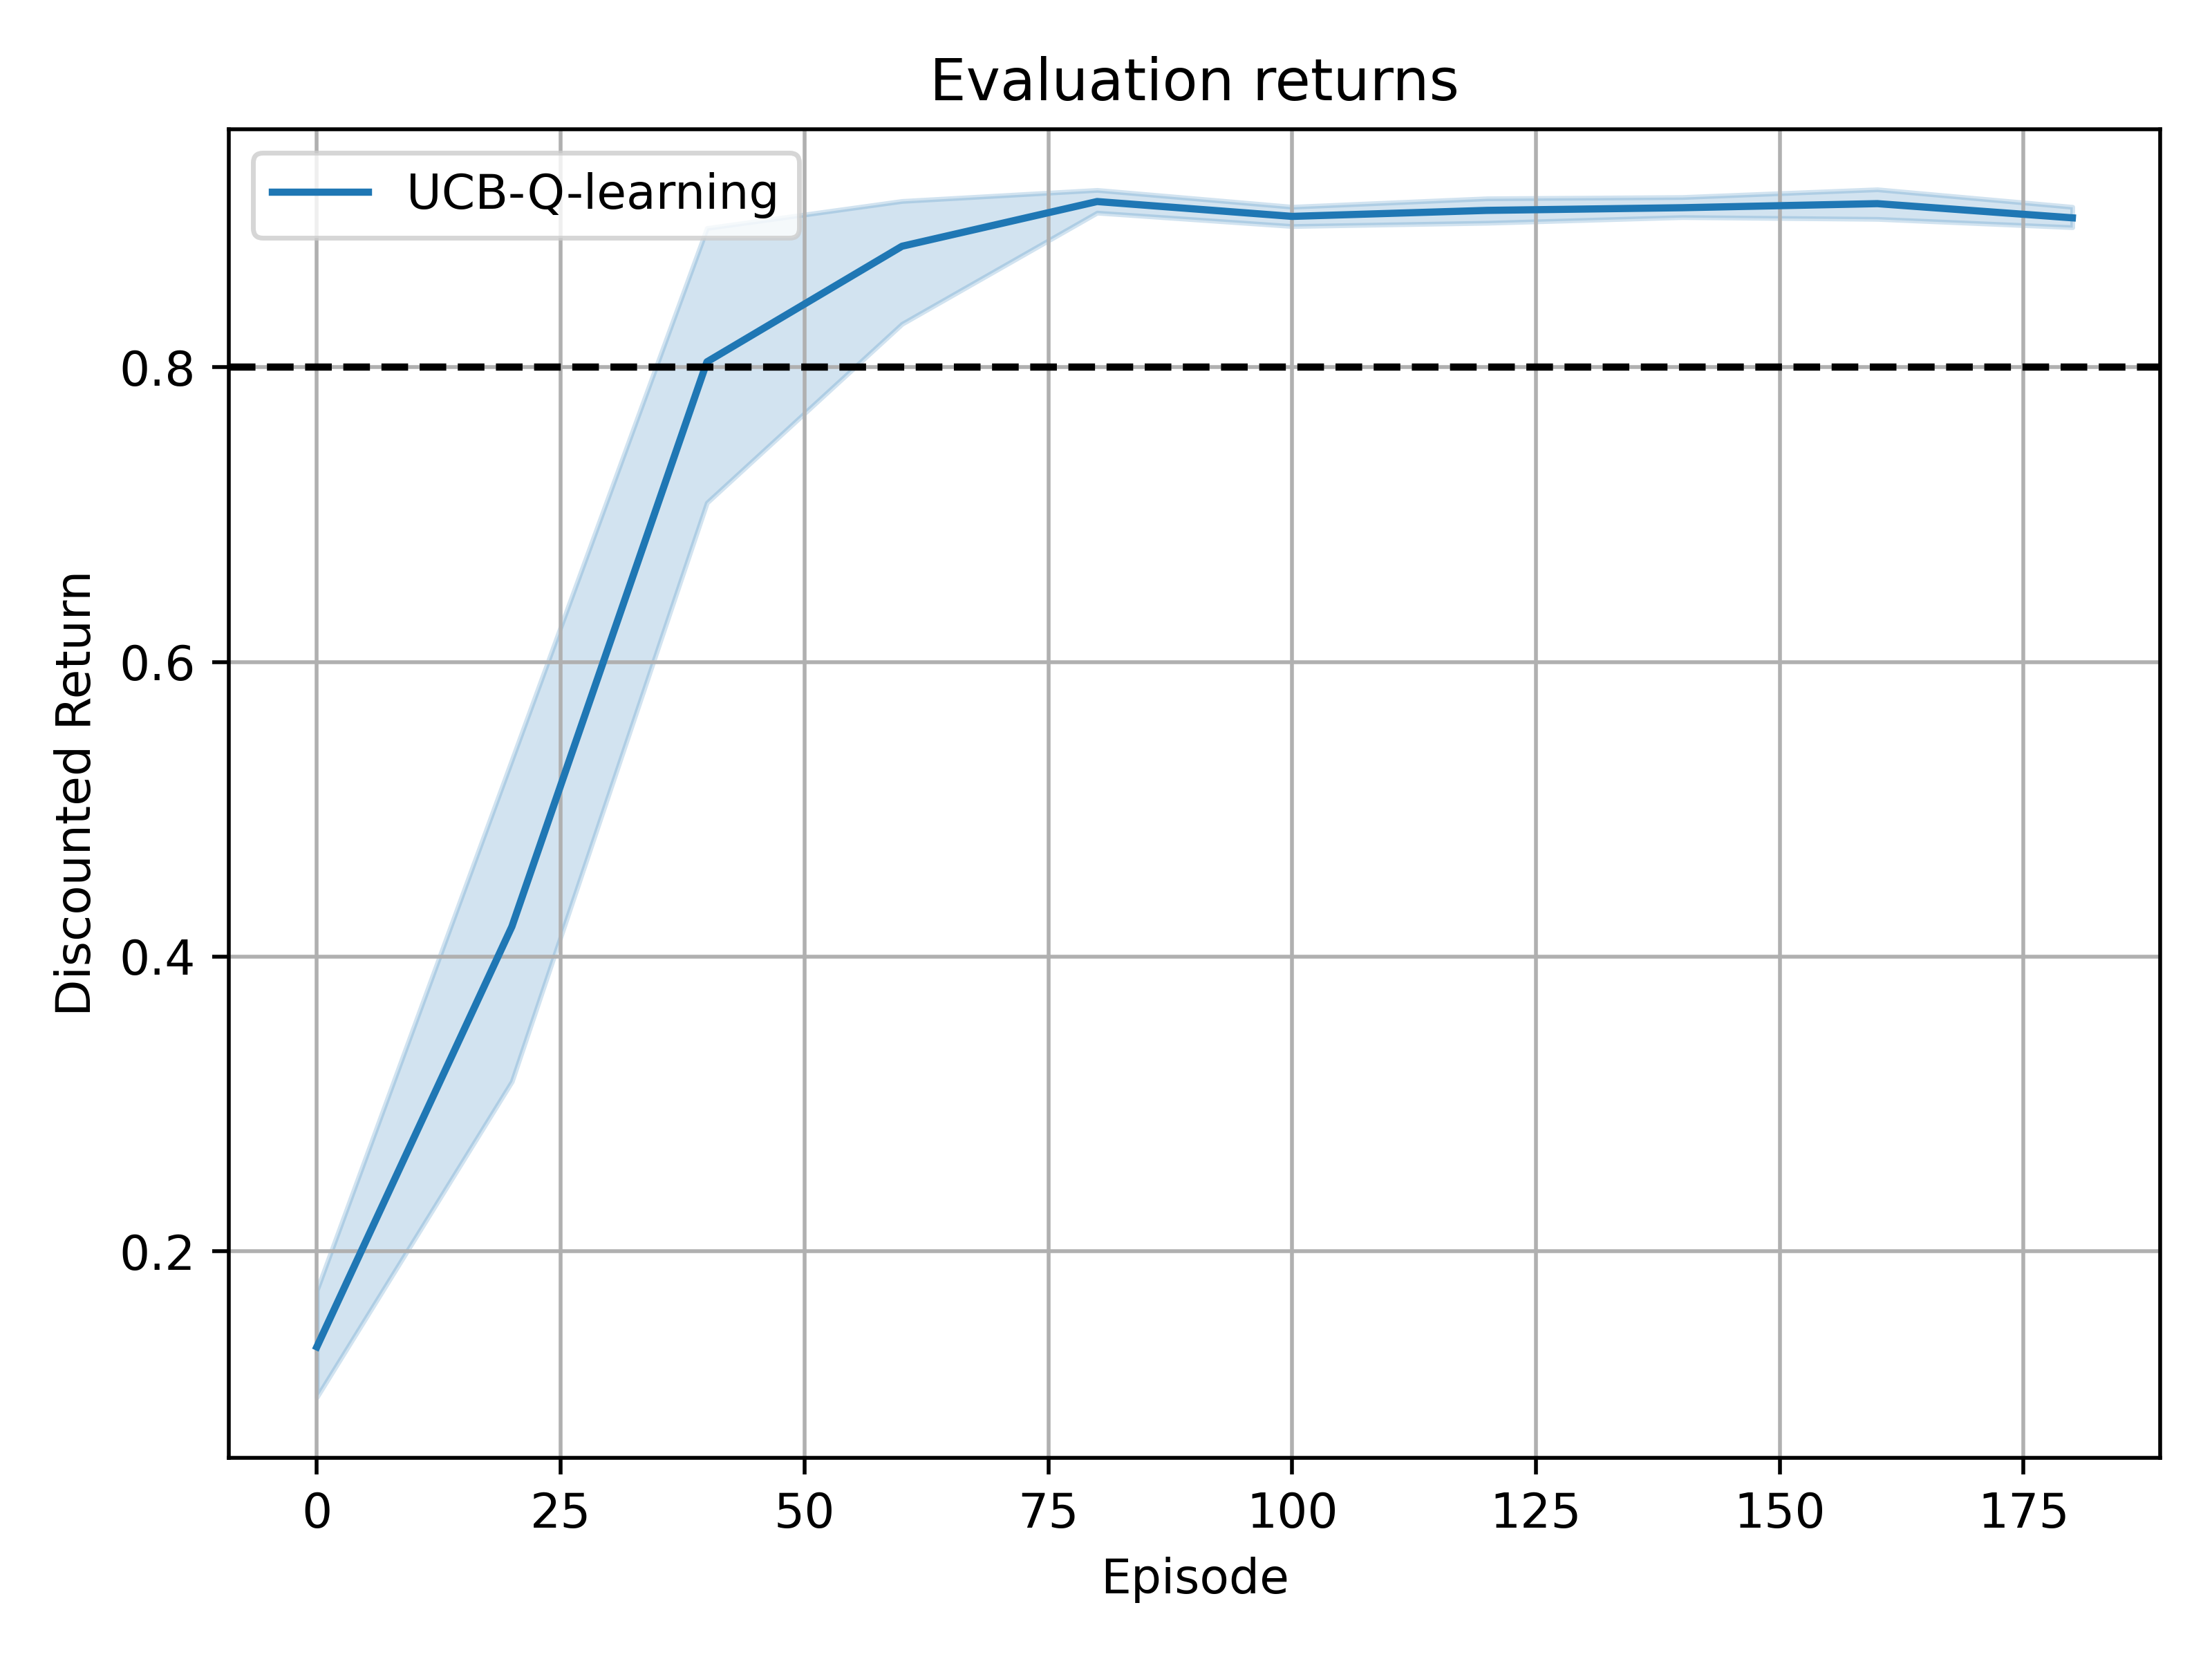 Evaluation returns
UCB-Q-learning
Discounted Return
0.8
0.6
0.4
0.2
0 25 50 75 100 125 150 175
Episode